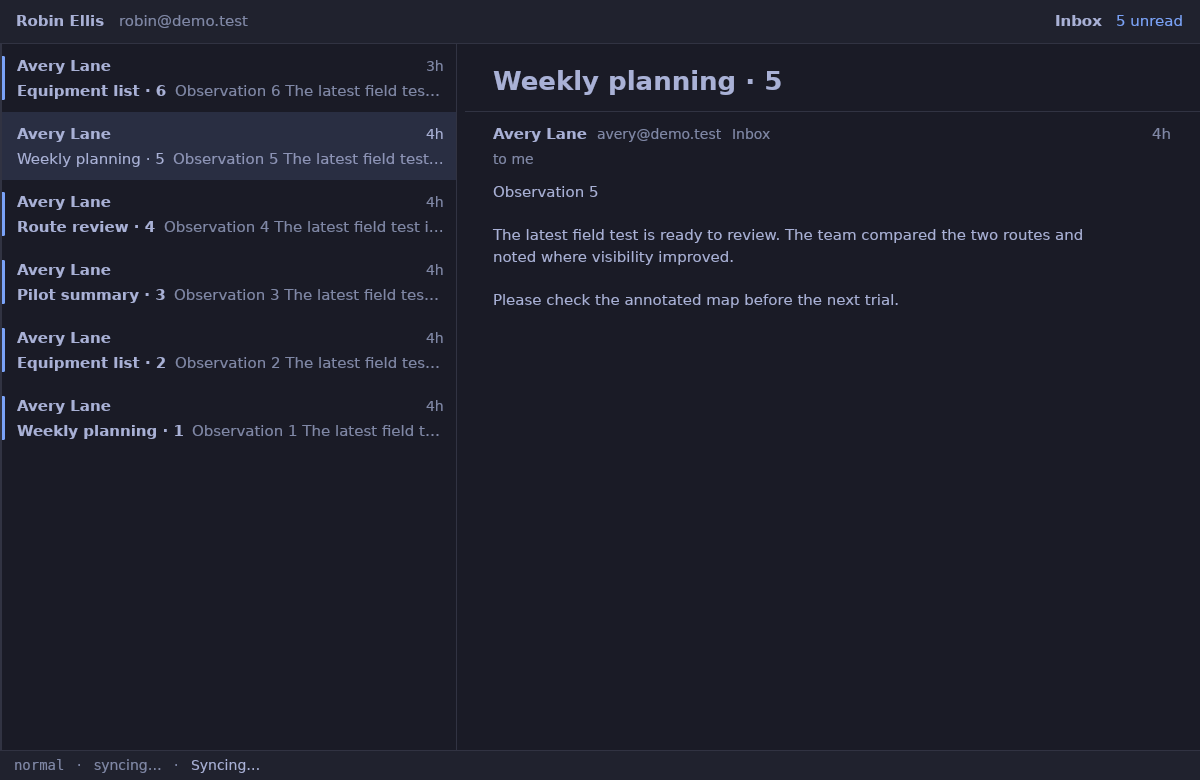 Robin Ellis robin@demo.test Inbox 5 unread
Avery Lane 3h
Equipment list · 6 Observation 6 The latest field tes…
Avery Lane 4h
Weekly planning · 5 Observation 5 The latest field test…
Avery Lane 4h
Route review · 4 Observation 4 The latest field test i…
Avery Lane 4h
Pilot summary · 3 Observation 3 The latest field tes…
Avery Lane 4h
Equipment list · 2 Observation 2 The latest field tes…
Avery Lane 4h
Weekly planning · 1 Observation 1 The latest field t…
Weekly planning · 5
Avery Lane avery@demo.test Inbox 4h
to me
Observation 5
The latest field test is ready to review. The team compared the two routes and
noted where visibility improved.
Please check the annotated map before the next trial.
normal · syncing… · Syncing…